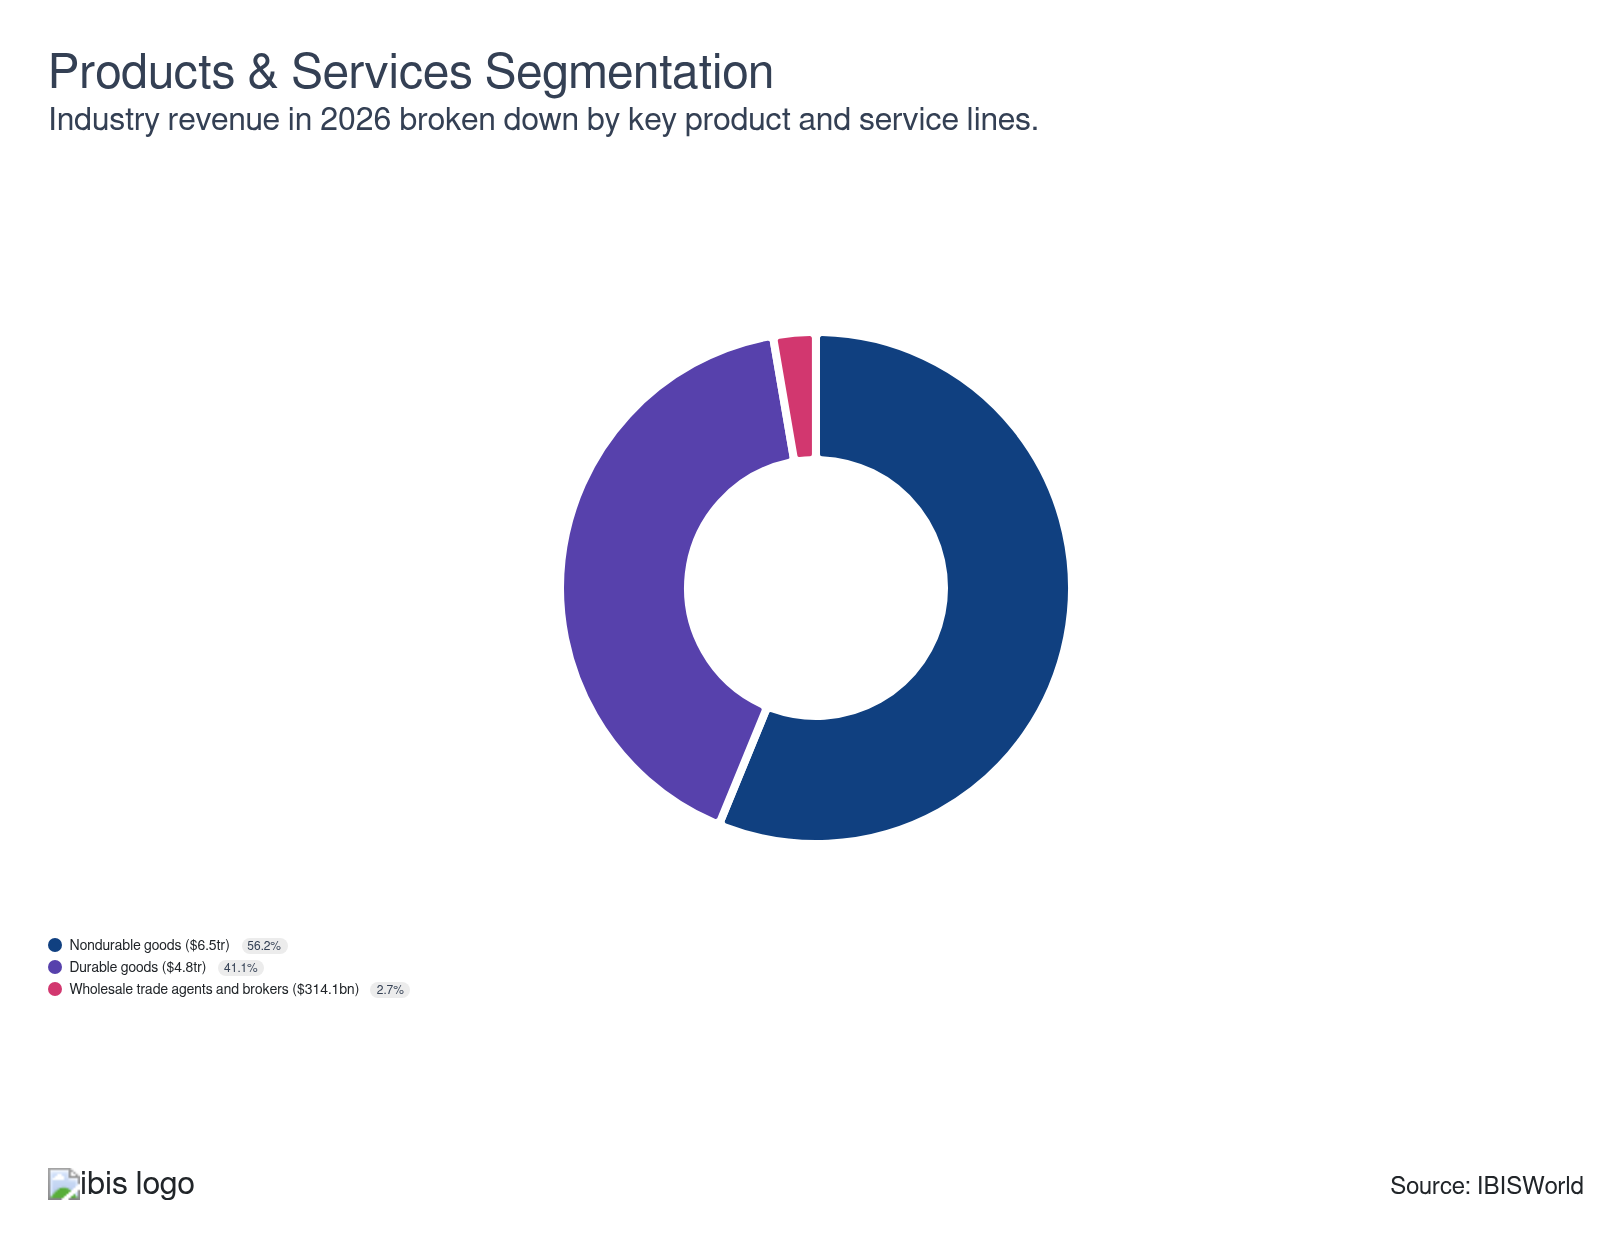 Products & Services Segmentation
Industry revenue in 2026 broken down by key product and service lines.
Nondurable goods ($6.5tr) 56.2%
Durable goods ($4.8tr) 41.1%
Wholesale trade agents and brokers ($314.1bn) 2.7%
ibis logo
Source: IBISWorld